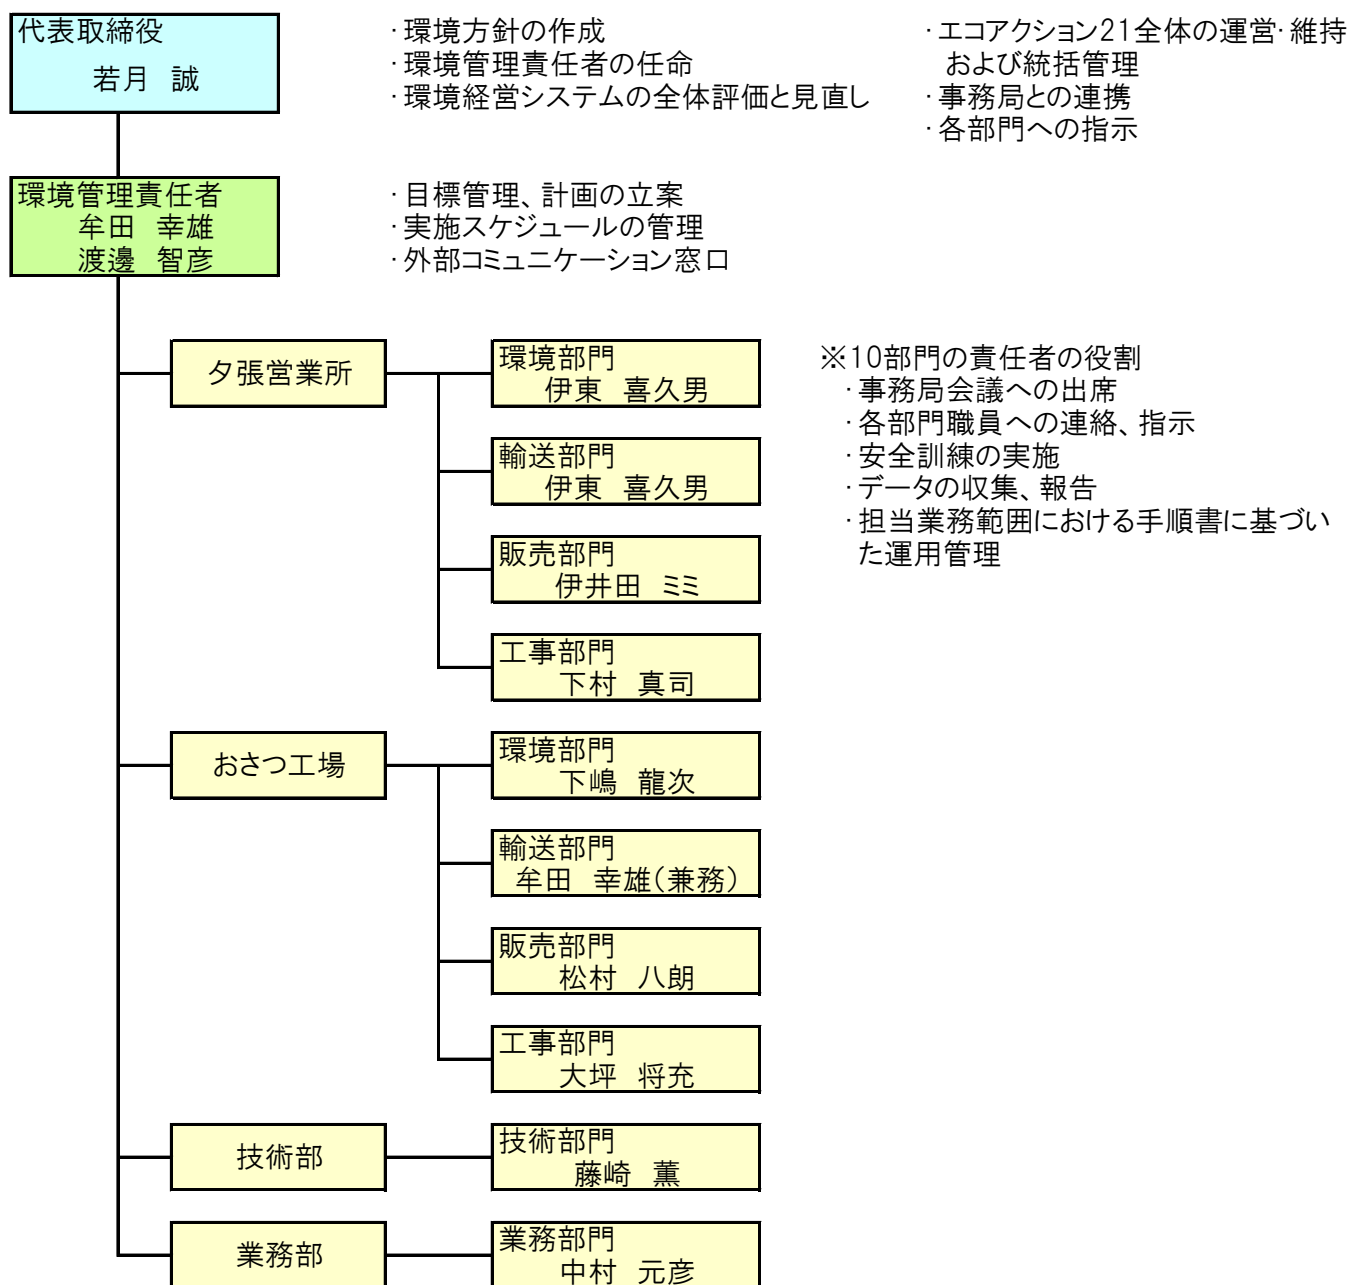 代表取締役
若月 誠
・環境方針の作成
・環境管理責任者の任命
・環境経営システムの全体評価と見直し
・エコアクション21全体の運営・維持
および統括管理
・事務局との連携
・各部門への指示
環境管理責任者
牟田 幸雄
渡邊 智彦
・目標管理、計画の立案
・実施スケジュールの管理
・外部コミュニケーション窓口
夕張営業所
環境部門
伊東 喜久男
輸送部門
伊東 喜久男
販売部門
伊井田 ミミ
工事部門
下村 真司
※10部門の責任者の役割
・事務局会議への出席
・各部門職員への連絡、指示
・安全訓練の実施
・データの収集、報告
・担当業務範囲における手順書に基づい
た運用管理
おさつ工場
環境部門
下嶋 龍次
輸送部門
牟田 幸雄(兼務)
販売部門
松村 八朗
工事部門
大坪 将充
技術部
技術部門
藤崎 薫
業務部
業務部門
中村 元彦